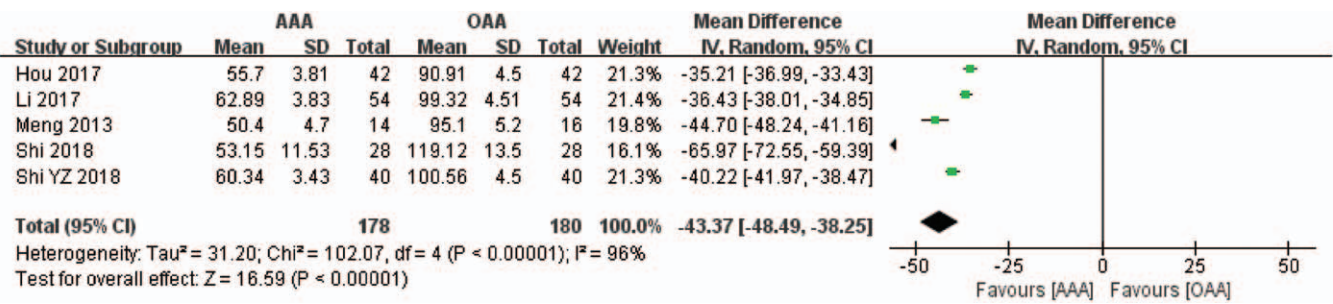 AAA OAA Mean Difference Mean Difference
Study or Subgroup Mean SD Total Mean SD Total Weight IV, Random, 95% CI IV, Random, 95% CI
Hou 2017 55.7 3.81 42 90.91 4.5 42 21.3% -35.21 [-36.99, -33.43]
Li 2017 62.89 3.83 54 99.32 4.51 54 21.4% -36.43 [-38.01, -34.85]
Meng 2013 50.4 4.7 14 95.1 5.2 16 19.8% -44.70 [-48.24, -41.16]
Shi 2018 53.15 11.53 28 119.12 13.5 28 16.1% -65.97 [-72.55, -59.39]
Shi YZ 2018 60.34 3.43 40 100.56 4.5 40 21.3% -40.22 [-41.97, -38.47]
Total (95% CI) 178 180 100.0% -43.37 [-48.49, -38.25]
Heterogeneity: Tau² = 31.20; Chi² = 102.07, df = 4 (P < 0.00001); I² = 96%
Test for overall effect: Z = 16.59 (P < 0.00001)
-50 -25 0 25 50
Favours [AAA] Favours [OAA]